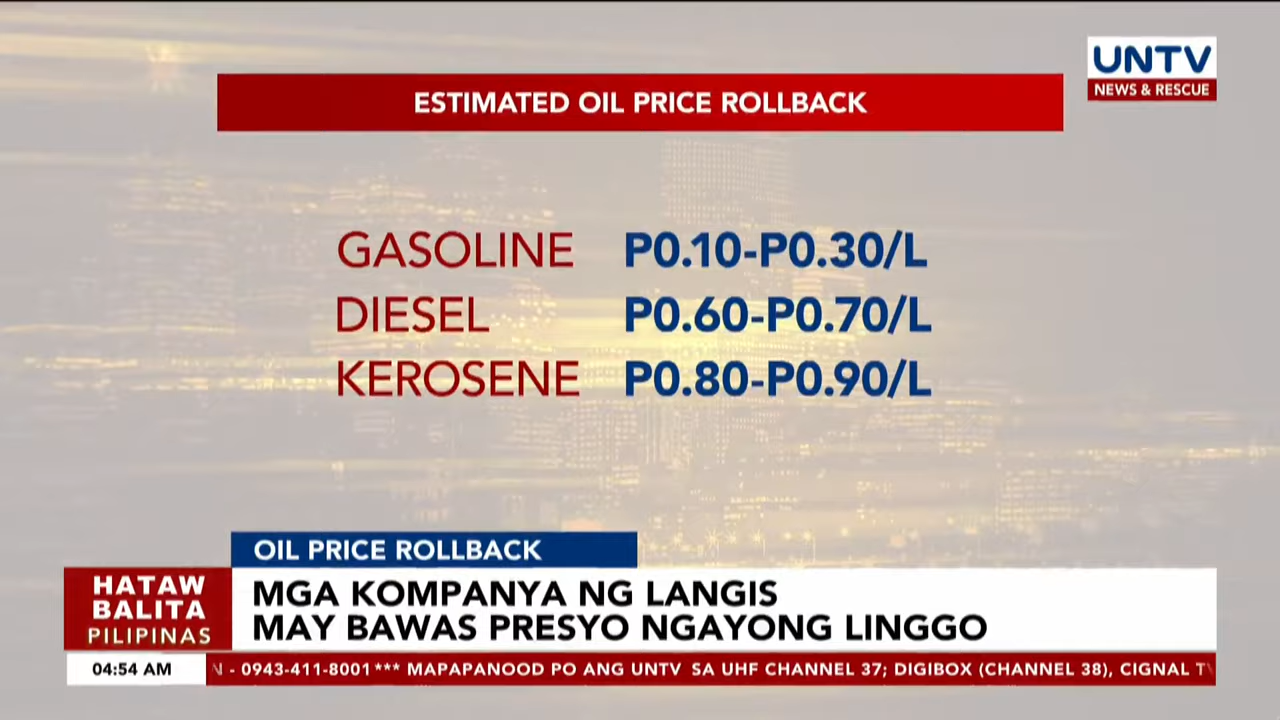 UNTV
NEWS & RESCUE
ESTIMATED OIL PRICE ROLLBACK
GASOLINE P0.10-P0.30/L
DIESEL P0.60-P0.70/L
KEROSENE P0.80-P0.90/L
OIL PRICE ROLLBACK
HATAW
BALITA
PILIPINAS
MGA KOMPANYA NG LANGIS
MAY BAWAS PRESYO NGAYONG LINGGO
04:54 AM
- 0943-411-8001 *** MAPAPANOOD PO ANG UNTV SA UHF CHANNEL 37; DIGIBOX (CHANNEL 38), CIGNAL